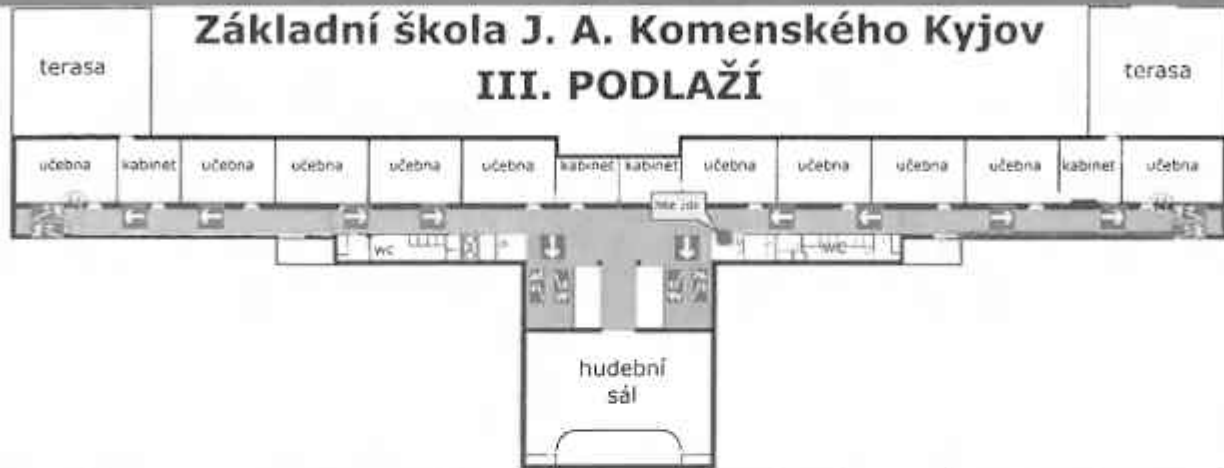 Základní škola J. A. Komenského Kyjov
III. PODLAŽÍ
terasa
terasa
učebna
kabinet
učebna
učebna
učebna
učebna
kabinet
kabinet
učebna
učebna
učebna
učebna
kabinet
učebna
WC
WC
hudební
sál